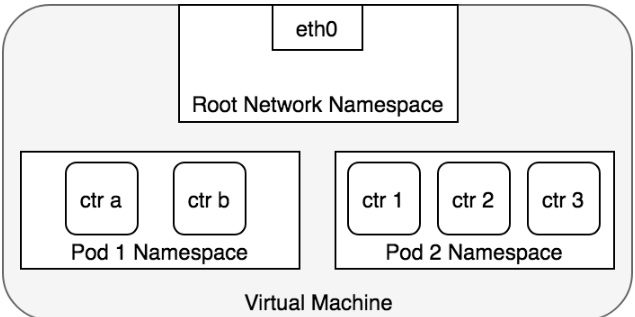 eth0
Root Network Namespace
ctr a
ctr b
Pod 1 Namespace
ctr 1
ctr 2
ctr 3
Pod 2 Namespace
Virtual Machine